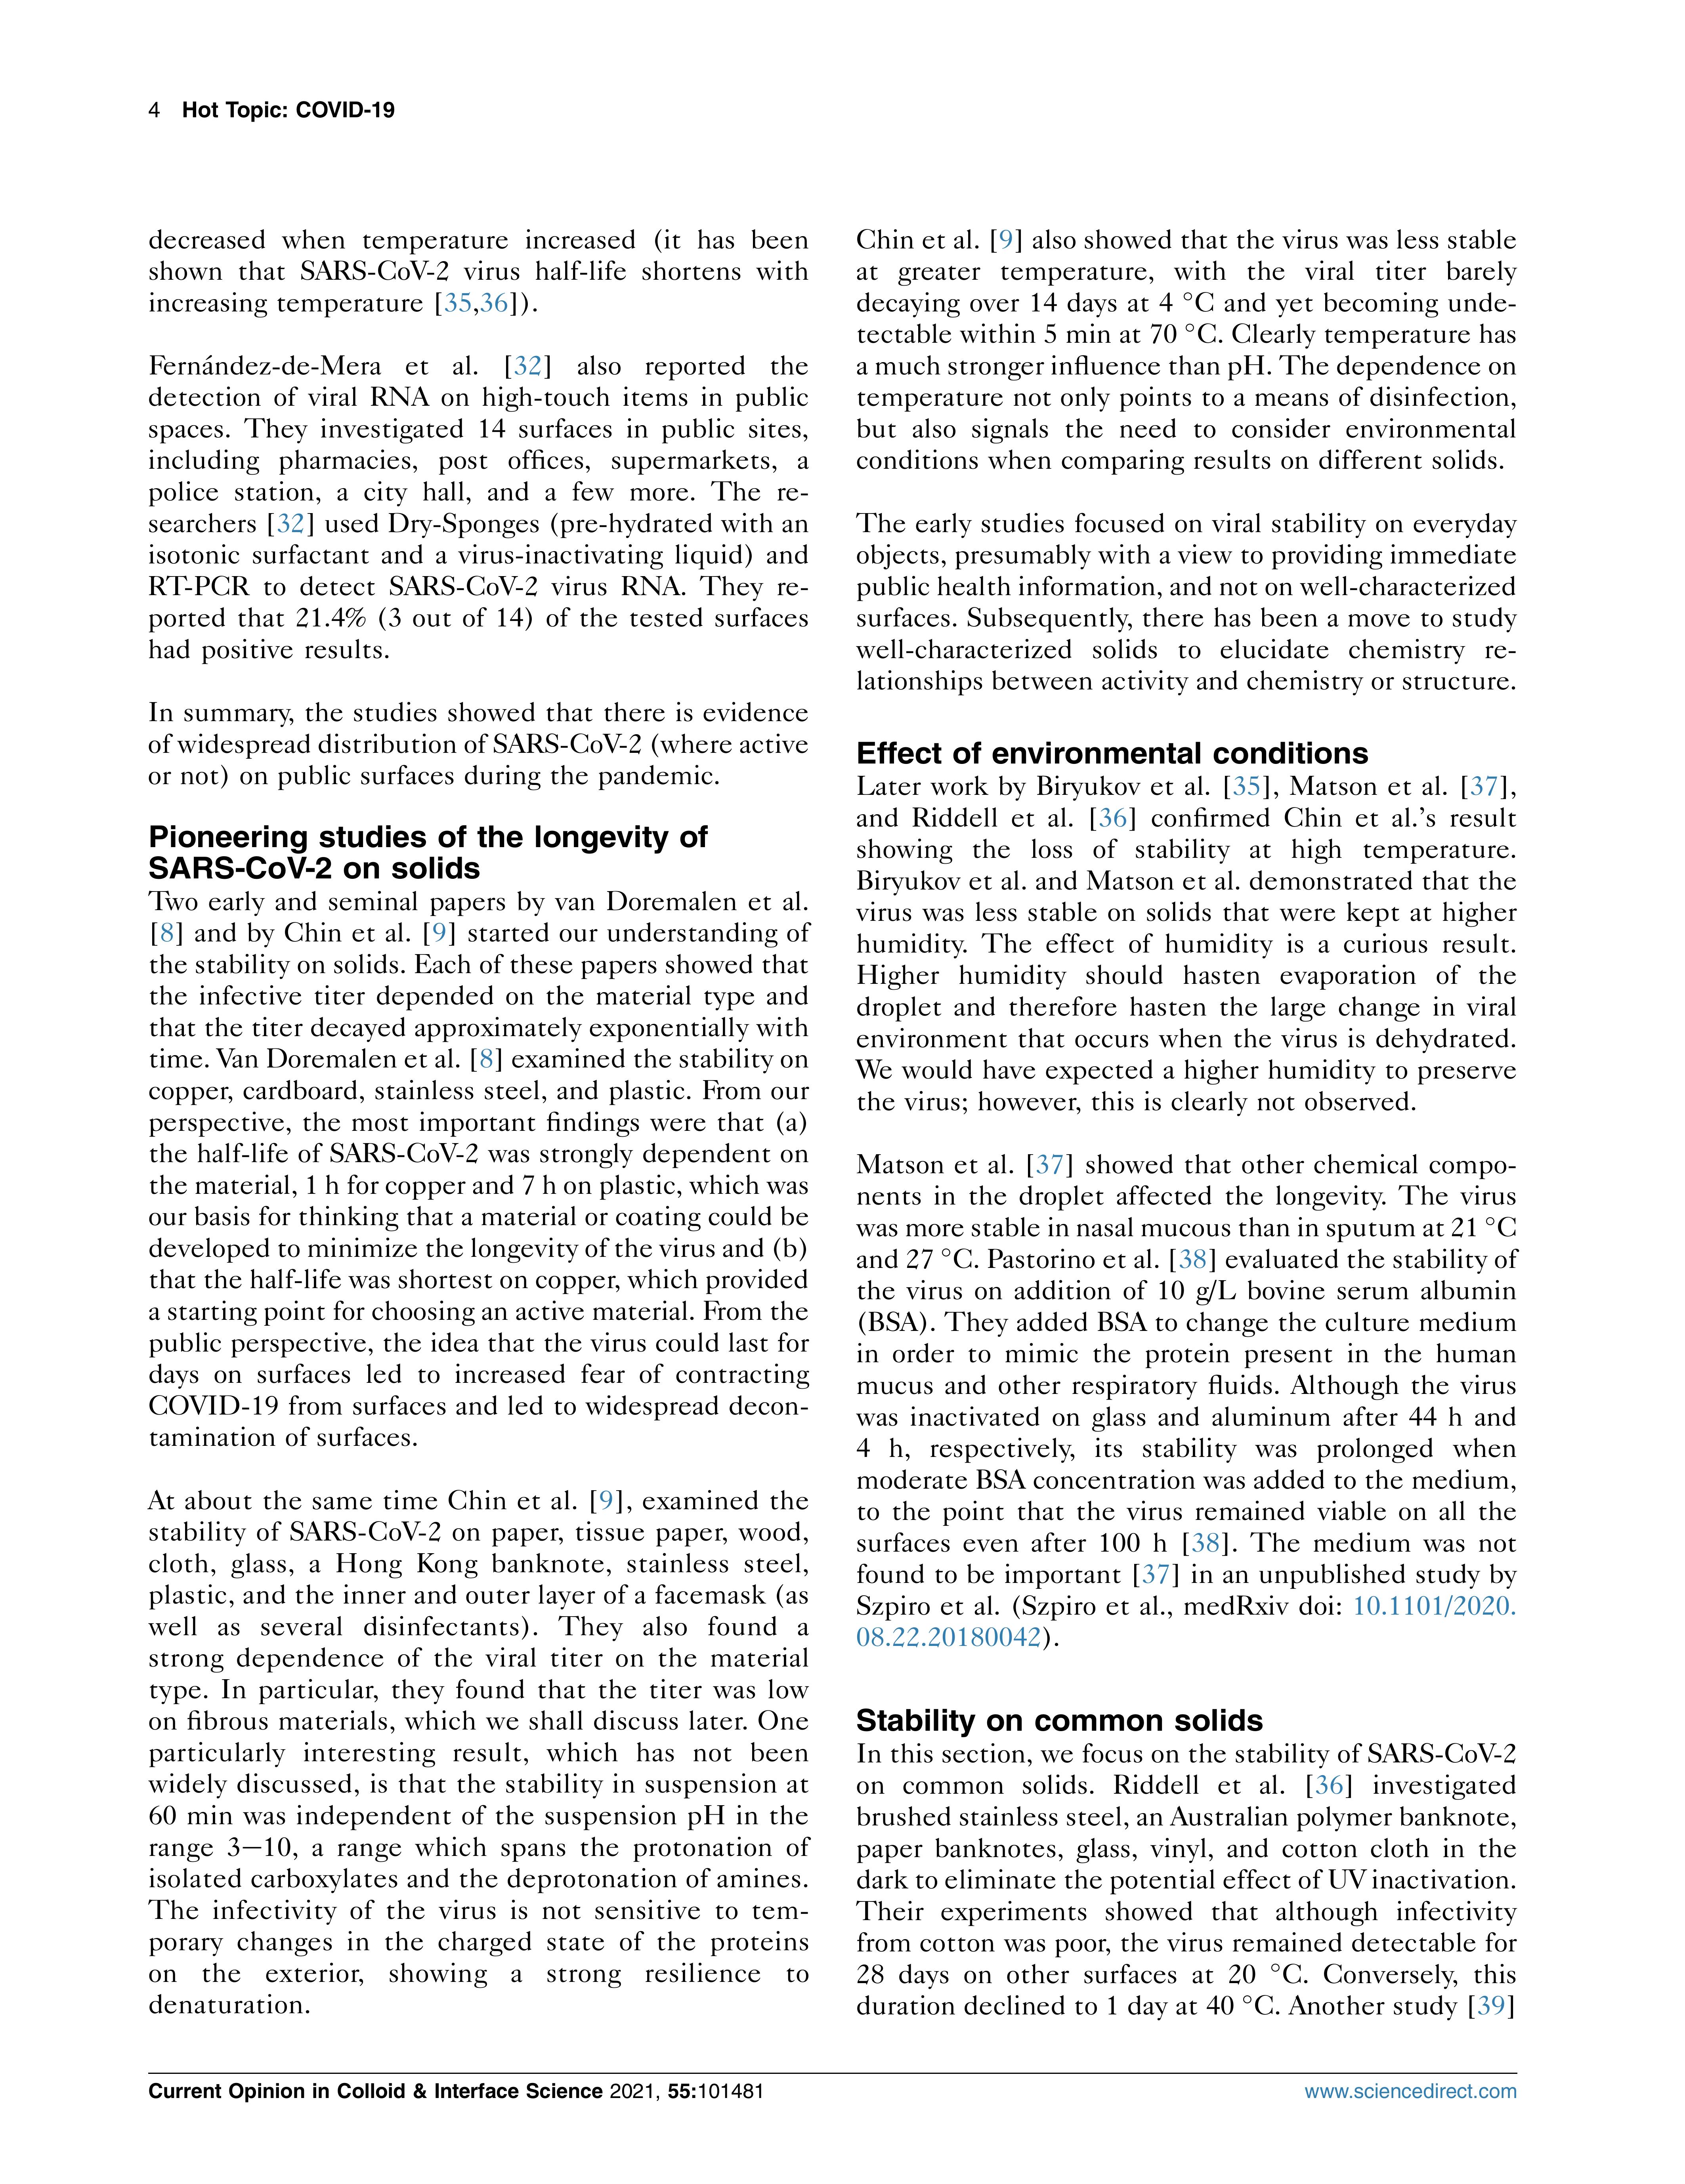 4 Hot Topic: COVID-19
decreased when temperature increased (it has been
shown that SARS-CoV-2 virus half-life shortens with
increasing temperature [35,36]).
Fernández-de-Mera et al. [32] also reported the
detection of viral RNA on high-touch items in public
spaces. They investigated 14 surfaces in public sites,
including pharmacies, post offices, supermarkets, a
police station, a city hall, and a few more. The re-
searchers [32] used Dry-Sponges (pre-hydrated with an
isotonic surfactant and a virus-inactivating liquid) and
RT-PCR to detect SARS-CoV-2 virus RNA. They re-
ported that 21.4% (3 out of 14) of the tested surfaces
had positive results.
In summary, the studies showed that there is evidence
of widespread distribution of SARS-CoV-2 (where active
or not) on public surfaces during the pandemic.
Pioneering studies of the longevity of
SARS-CoV-2 on solids
Two early and seminal papers by van Doremalen et al.
[8] and by Chin et al. [9] started our understanding of
the stability on solids. Each of these papers showed that
the infective titer depended on the material type and
that the titer decayed approximately exponentially with
time. Van Doremalen et al. [8] examined the stability on
copper, cardboard, stainless steel, and plastic. From our
perspective, the most important findings were that (a)
the half-life of SARS-CoV-2 was strongly dependent on
the material, 1 h for copper and 7 h on plastic, which was
our basis for thinking that a material or coating could be
developed to minimize the longevity of the virus and (b)
that the half-life was shortest on copper, which provided
a starting point for choosing an active material. From the
public perspective, the idea that the virus could last for
days on surfaces led to increased fear of contracting
COVID-19 from surfaces and led to widespread decon-
tamination of surfaces.
At about the same time Chin et al. [9], examined the
stability of SARS-CoV-2 on paper, tissue paper, wood,
cloth, glass, a Hong Kong banknote, stainless steel,
plastic, and the inner and outer layer of a facemask (as
well as several disinfectants). They also found a
strong dependence of the viral titer on the material
type. In particular, they found that the titer was low
on fibrous materials, which we shall discuss later. One
particularly interesting result, which has not been
widely discussed, is that the stability in suspension at
60 min was independent of the suspension pH in the
range 3–10, a range which spans the protonation of
isolated carboxylates and the deprotonation of amines.
The infectivity of the virus is not sensitive to tem-
porary changes in the charged state of the proteins
on the exterior, showing a strong resilience to
denaturation.
Chin et al. [9] also showed that the virus was less stable
at greater temperature, with the viral titer barely
decaying over 14 days at 4 °C and yet becoming unde-
tectable within 5 min at 70 °C. Clearly temperature has
a much stronger influence than pH. The dependence on
temperature not only points to a means of disinfection,
but also signals the need to consider environmental
conditions when comparing results on different solids.
The early studies focused on viral stability on everyday
objects, presumably with a view to providing immediate
public health information, and not on well-characterized
surfaces. Subsequently, there has been a move to study
well-characterized solids to elucidate chemistry re-
lationships between activity and chemistry or structure.
Effect of environmental conditions
Later work by Biryukov et al. [35], Matson et al. [37],
and Riddell et al. [36] confirmed Chin et al.'s result
showing the loss of stability at high temperature.
Biryukov et al. and Matson et al. demonstrated that the
virus was less stable on solids that were kept at higher
humidity. The effect of humidity is a curious result.
Higher humidity should hasten evaporation of the
droplet and therefore hasten the large change in viral
environment that occurs when the virus is dehydrated.
We would have expected a higher humidity to preserve
the virus; however, this is clearly not observed.
Matson et al. [37] showed that other chemical compo-
nents in the droplet affected the longevity. The virus
was more stable in nasal mucous than in sputum at 21 °C
and 27 °C. Pastorino et al. [38] evaluated the stability of
the virus on addition of 10 g/L bovine serum albumin
(BSA). They added BSA to change the culture medium
in order to mimic the protein present in the human
mucus and other respiratory fluids. Although the virus
was inactivated on glass and aluminum after 44 h and
4 h, respectively, its stability was prolonged when
moderate BSA concentration was added to the medium,
to the point that the virus remained viable on all the
surfaces even after 100 h [38]. The medium was not
found to be important [37] in an unpublished study by
Szpiro et al. (Szpiro et al., medRxiv doi: 10.1101/2020.
08.22.20180042).
Stability on common solids
In this section, we focus on the stability of SARS-CoV-2
on common solids. Riddell et al. [36] investigated
brushed stainless steel, an Australian polymer banknote,
paper banknotes, glass, vinyl, and cotton cloth in the
dark to eliminate the potential effect of UV inactivation.
Their experiments showed that although infectivity
from cotton was poor, the virus remained detectable for
28 days on other surfaces at 20 °C. Conversely, this
duration declined to 1 day at 40 °C. Another study [39]
Current Opinion in Colloid & Interface Science 2021, 55:101481
www.sciencedirect.com